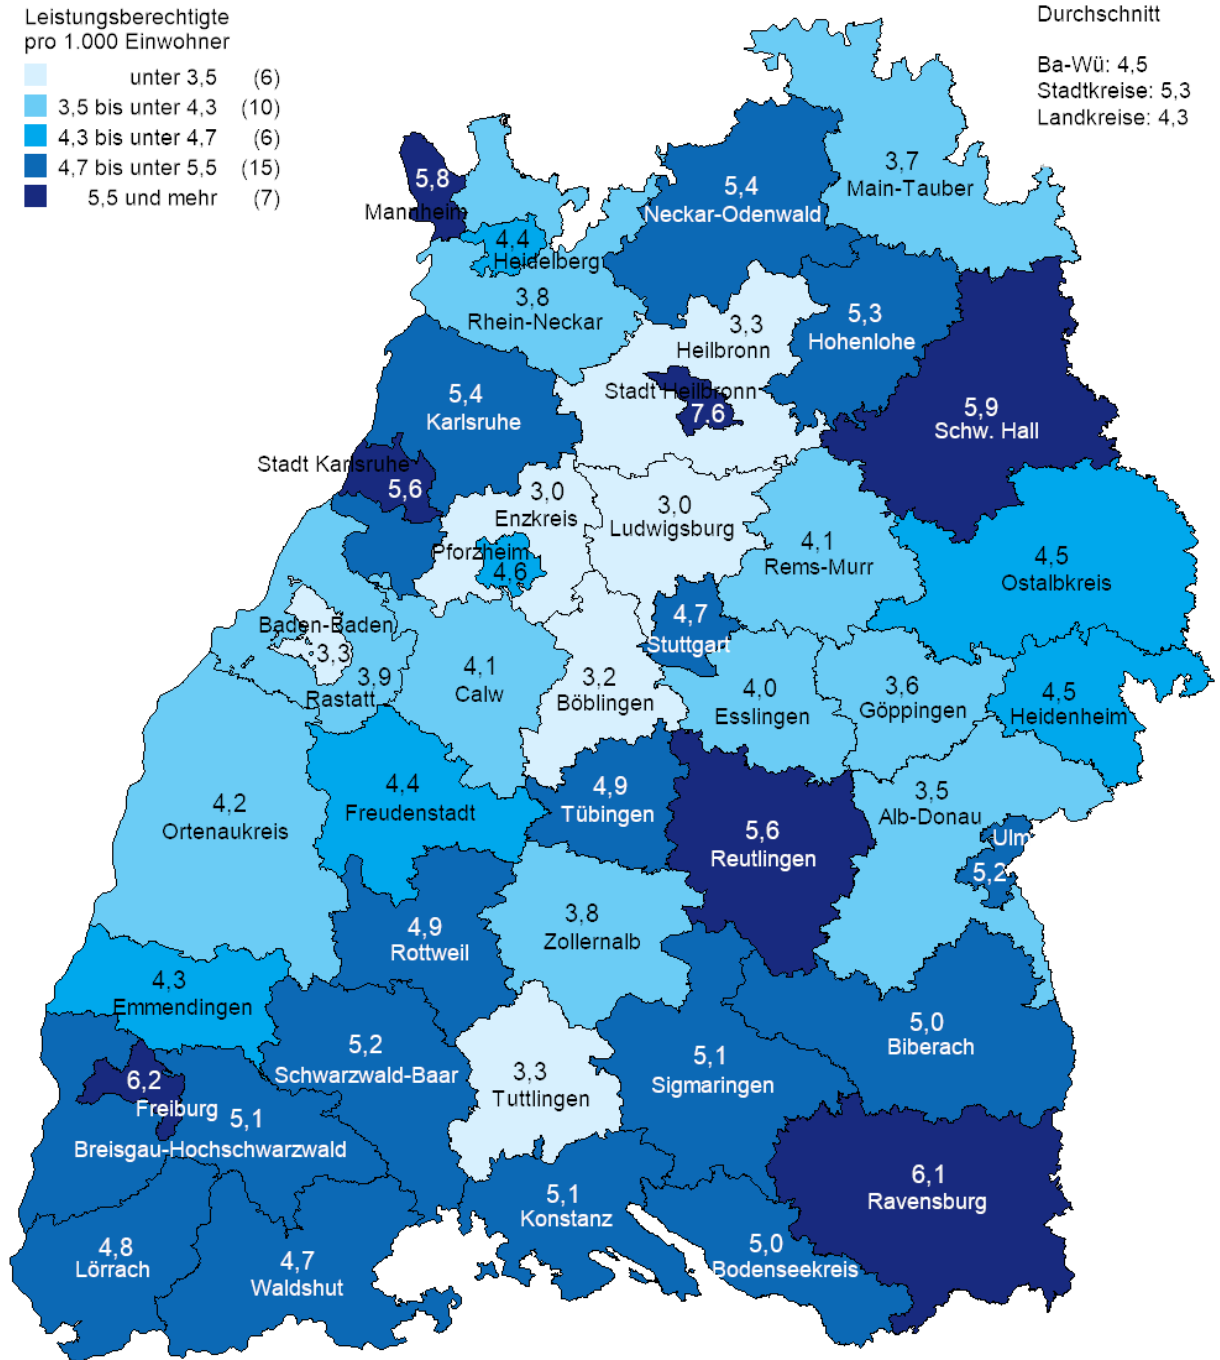 Leistungsberechtigte
pro 1.000 Einwohner
unter 3,5 (6)
3,5 bis unter 4,3 (10)
4,3 bis unter 4,7 (6)
4,7 bis unter 5,5 (15)
5,5 und mehr (7)
Durchschnitt
Ba-Wü: 4,5
Stadtkreise: 5,3
Landkreise: 4,3
3,7
Main-Tauber
5,8
Mannheim
5,4
Neckar-Odenwald
4,4
Heidelberg
3,8
Rhein-Neckar
3,3
Heilbronn
5,3
Hohenlohe
Stadt Heilbronn
7.6
5,4
Karlsruhe
5,9
Schw. Hall
Stadt Karlsruhe
5,6
3,0
Enzkreis
3,0
Ludwigsburg
4,1
Rems-Murr
4,5
Ostalbkreis
Pforzheim
4,6
Baden-Baden
3,3
4,7
Stuttgart
3,9
Rastatt
4,1
Calw
3,2
Böblingen
4,0
Esslingen
3,6
Göppingen
4,5
Heidenheim
4,2
Ortenaukreis
4,4
Freudenstadt
4,9
Tübingen
5,6
Reutlingen
3,5
Alb-Donau
Ulm
5,2
4,9
Rottweil
3,8
Zollernalb
4,3
Emmendingen
5,2
Schwarzwald-Baar
3,3
Tuttlingen
5,1
Sigmaringen
5,0
Biberach
6,2
Freiburg
5,1
Breisgau-Hochschwarzwald
6,1
Ravensburg
5,1
Konstanz
5,0
Bodenseekreis
4,8
Lörrach
4,7
Waldshut